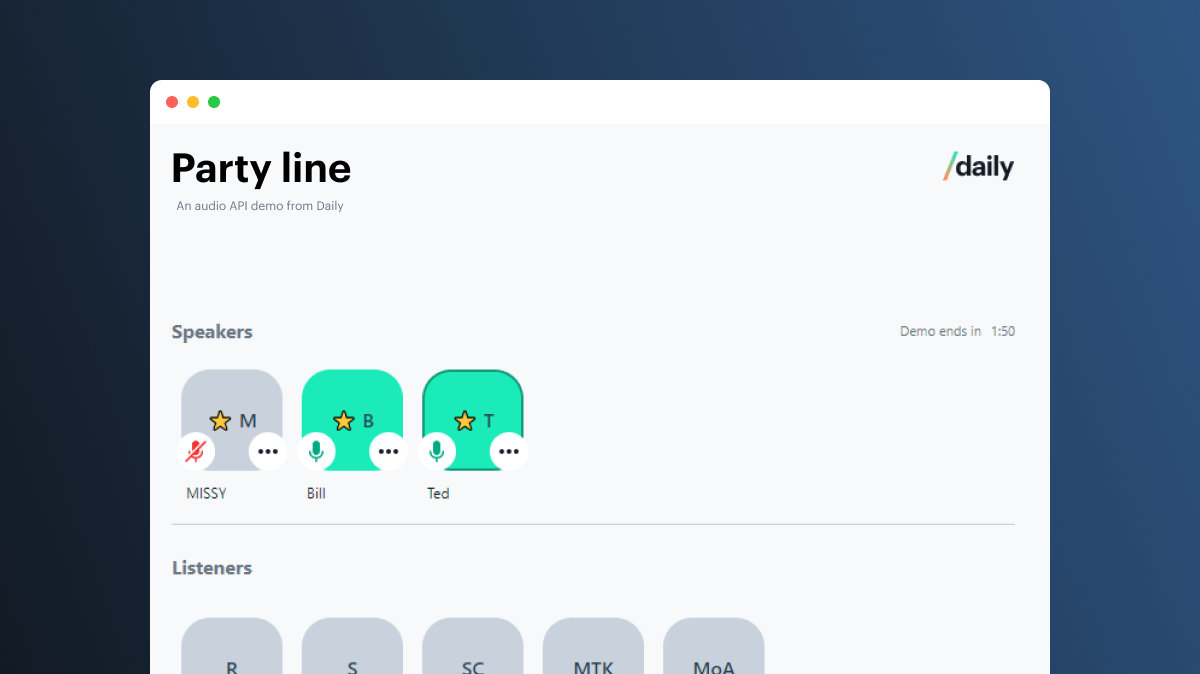 Party line
/daily
An audio API demo from Daily
Speakers
Demo ends in 1:50
M
B
T
MISSY
Bill
Ted
Listeners
R
S
SC
MTK
MoA